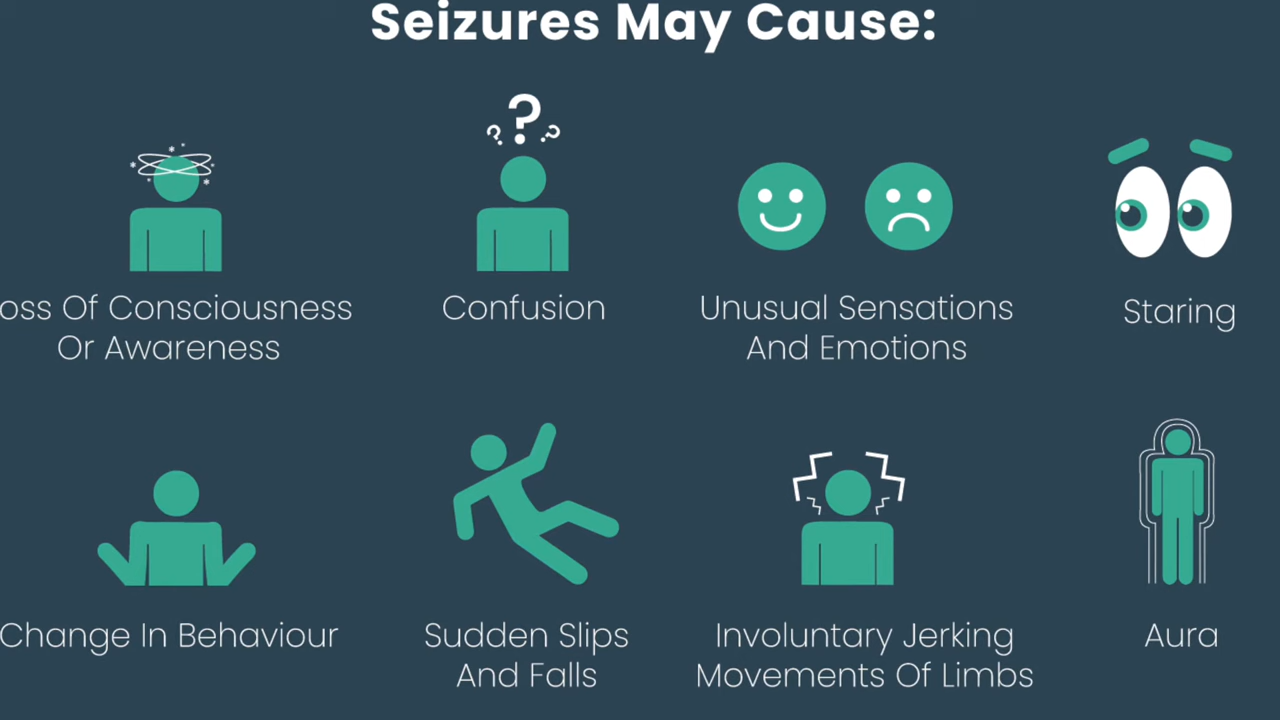 Seizures May Cause:
? ? ?
oss Of Consciousness
Or Awareness
Confusion
Unusual Sensations
And Emotions
Staring
Change In Behaviour
Sudden Slips
And Falls
Involuntary Jerking
Movements Of Limbs
Aura